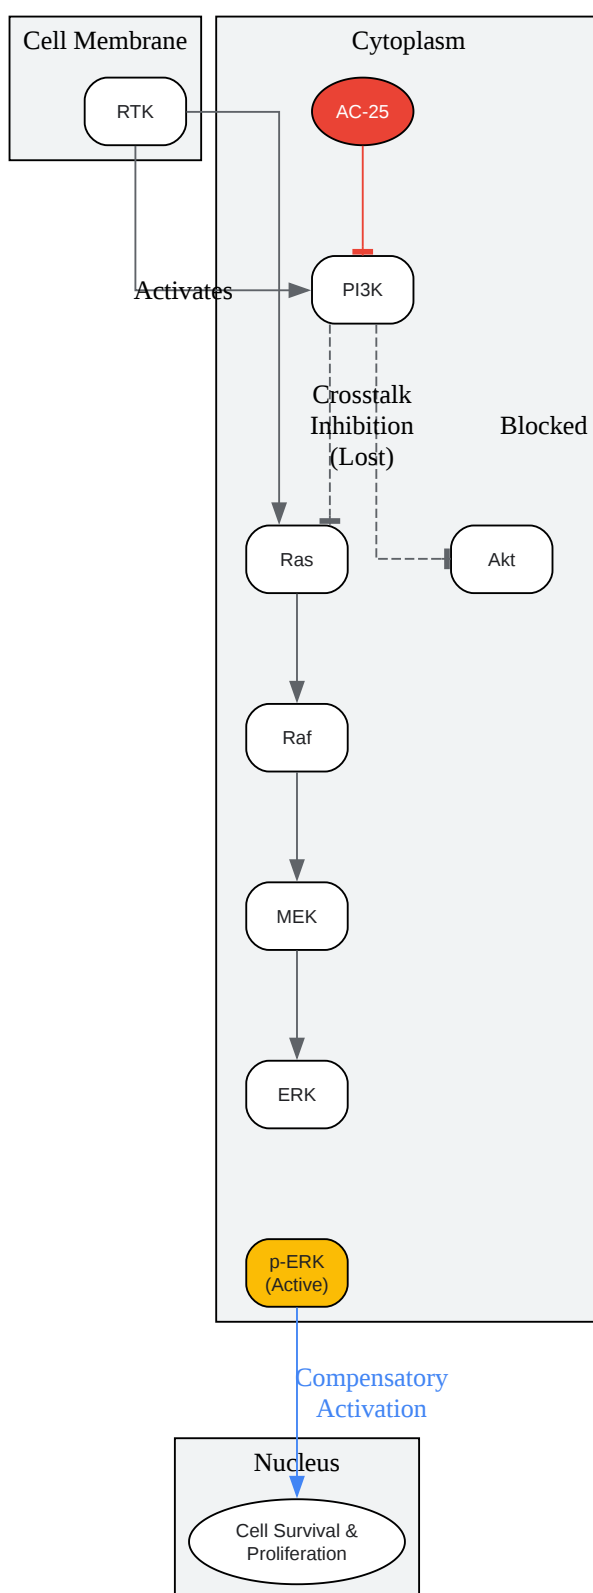 Cell Membrane
Cytoplasm
RTK
AC-25
Activates
PI3K
Crosstalk
Inhibition
(Lost)
Blocked
Ras
Akt
Raf
MEK
ERK
p-ERK
(Active)
Compensatory
Activation
Nucleus
Cell Survival &
Proliferation